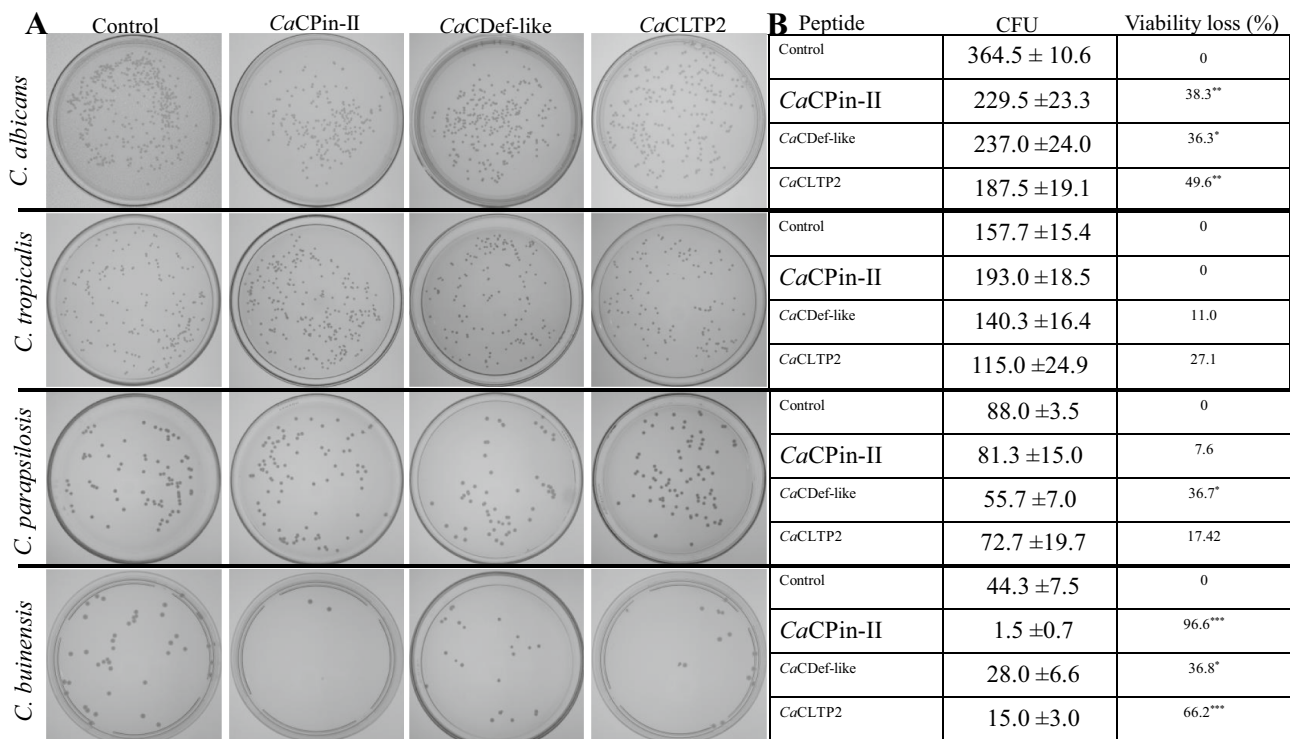 A Control CaCPin-II CaCDef-like CaCLTP2 B Peptide CFU Viability loss (%)
C. albicans
Control 364.5 ± 10.6 0
CaCPin-II 229.5 ±23.3 38.3**
CaCDef-like 237.0 ±24.0 36.3*
CaCLTP2 187.5 ±19.1 49.6**
C. tropicalis
Control 157.7 ±15.4 0
CaCPin-II 193.0 ±18.5 0
CaCDef-like 140.3 ±16.4 11.0
CaCLTP2 115.0 ±24.9 27.1
C. parapsilosis
Control 88.0 ±3.5 0
CaCPin-II 81.3 ±15.0 7.6
CaCDef-like 55.7 ±7.0 36.7*
CaCLTP2 72.7 ±19.7 17.42
C. buinensis
Control 44.3 ±7.5 0
CaCPin-II 1.5 ±0.7 96.6***
CaCDef-like 28.0 ±6.6 36.8*
CaCLTP2 15.0 ±3.0 66.2***